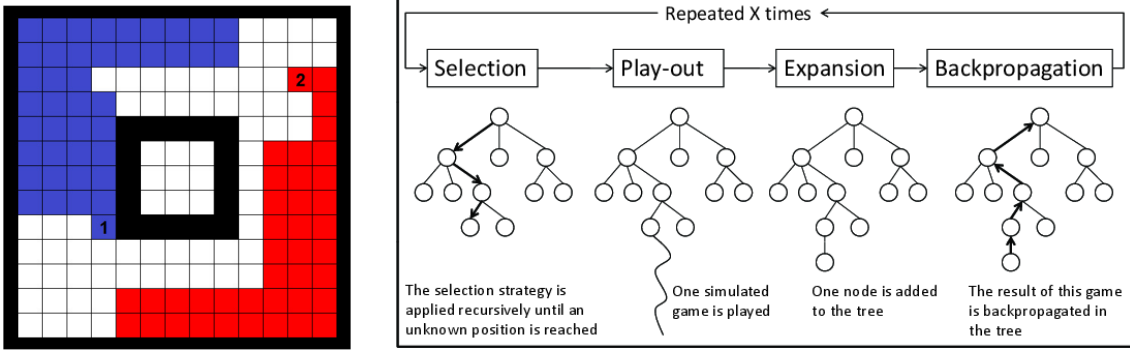 1
2
Repeated X times
Selection
Play-out
Expansion
Backpropagation
The selection strategy is
applied recursively until an
unknown position is reached
One simulated
game is played
One node is added
to the tree
The result of this game
is backpropagated in
the tree